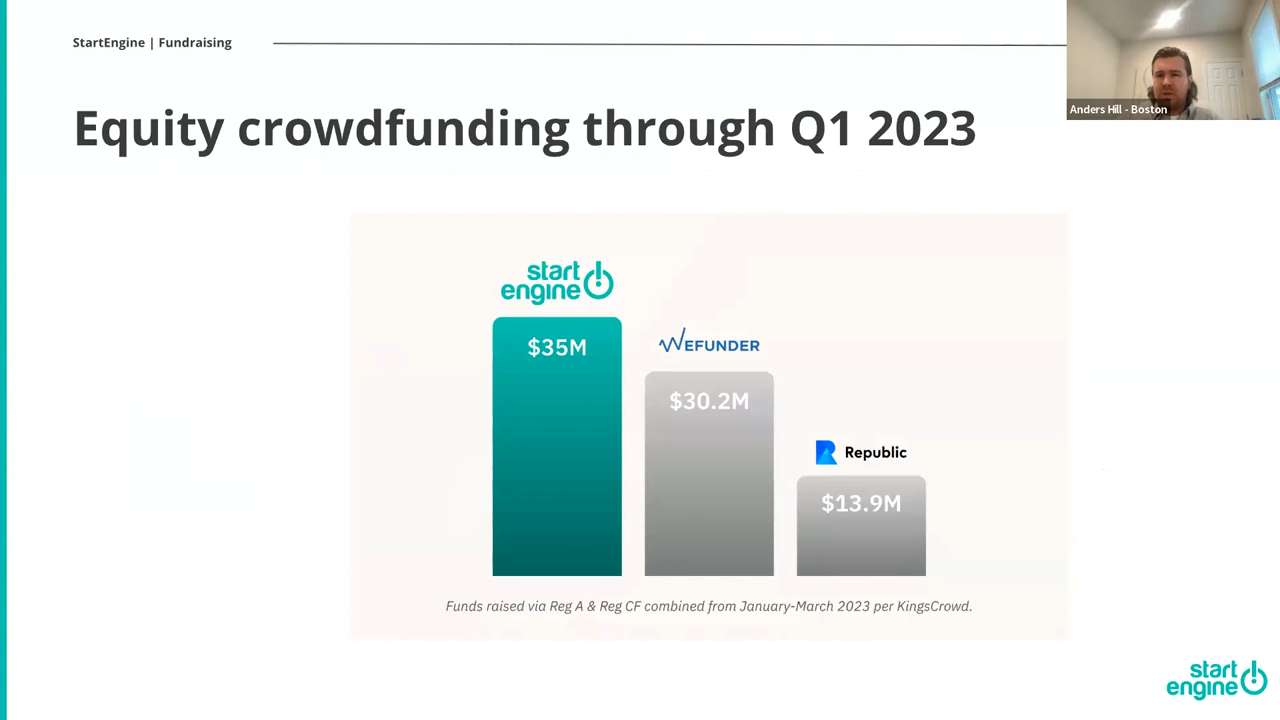 StartEngine | Fundraising
Anders Hill - Boston
Equity crowdfunding through Q1 2023
start
engine
$35M
WEFUNDER
$30.2M
Republic
$13.9M
Funds raised via Reg A & Reg CF combined from January-March 2023 per KingsCrowd.
start
engine